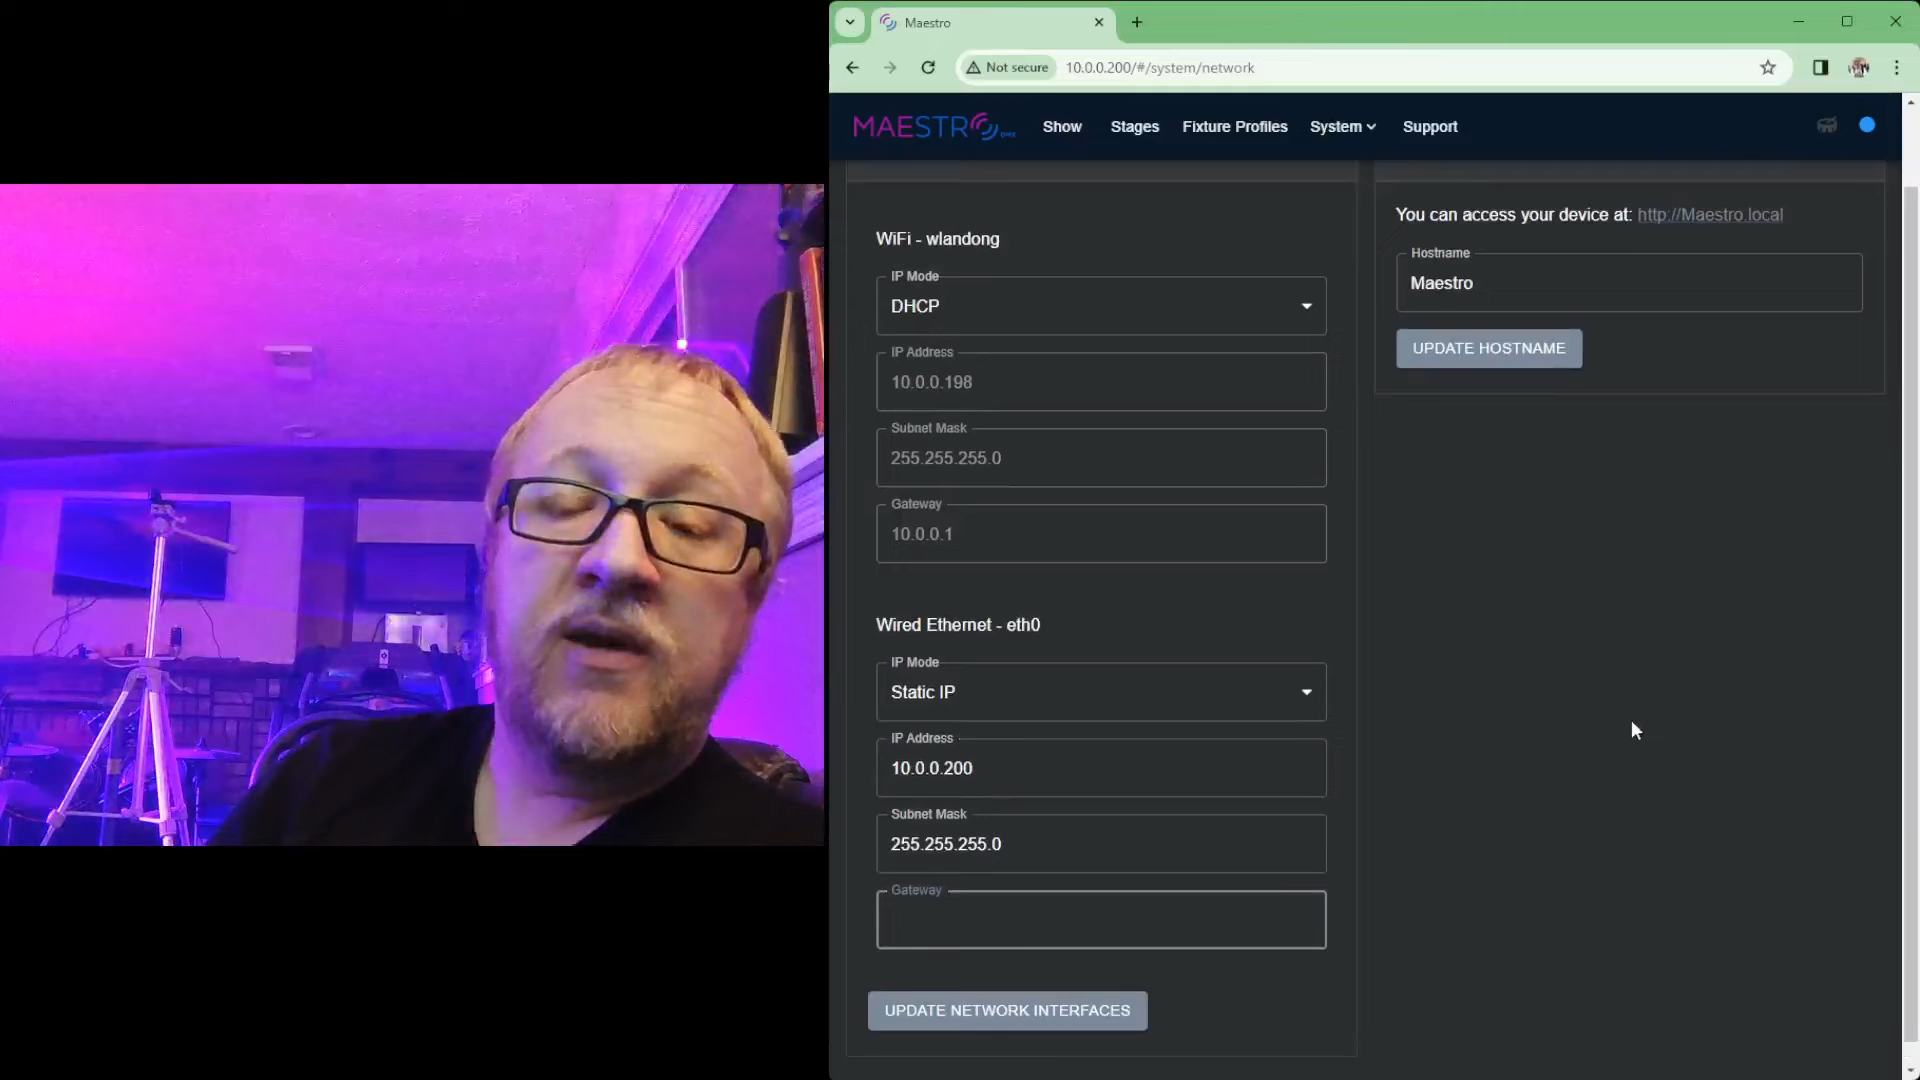 Maestro
Not secure
10.0.0.200/#/system/network
MAESTRO DMX
Show
Stages
Fixture Profiles
System
Support
WiFi - wlandong
IP Mode
DHCP
IP Address
10.0.0.198
Subnet Mask
255.255.255.0
Gateway
10.0.0.1
Wired Ethernet - eth0
IP Mode
Static IP
IP Address
10.0.0.200
Subnet Mask
255.255.255.0
Gateway
UPDATE NETWORK INTERFACES
You can access your device at: http://Maestro.local
Hostname
Maestro
UPDATE HOSTNAME